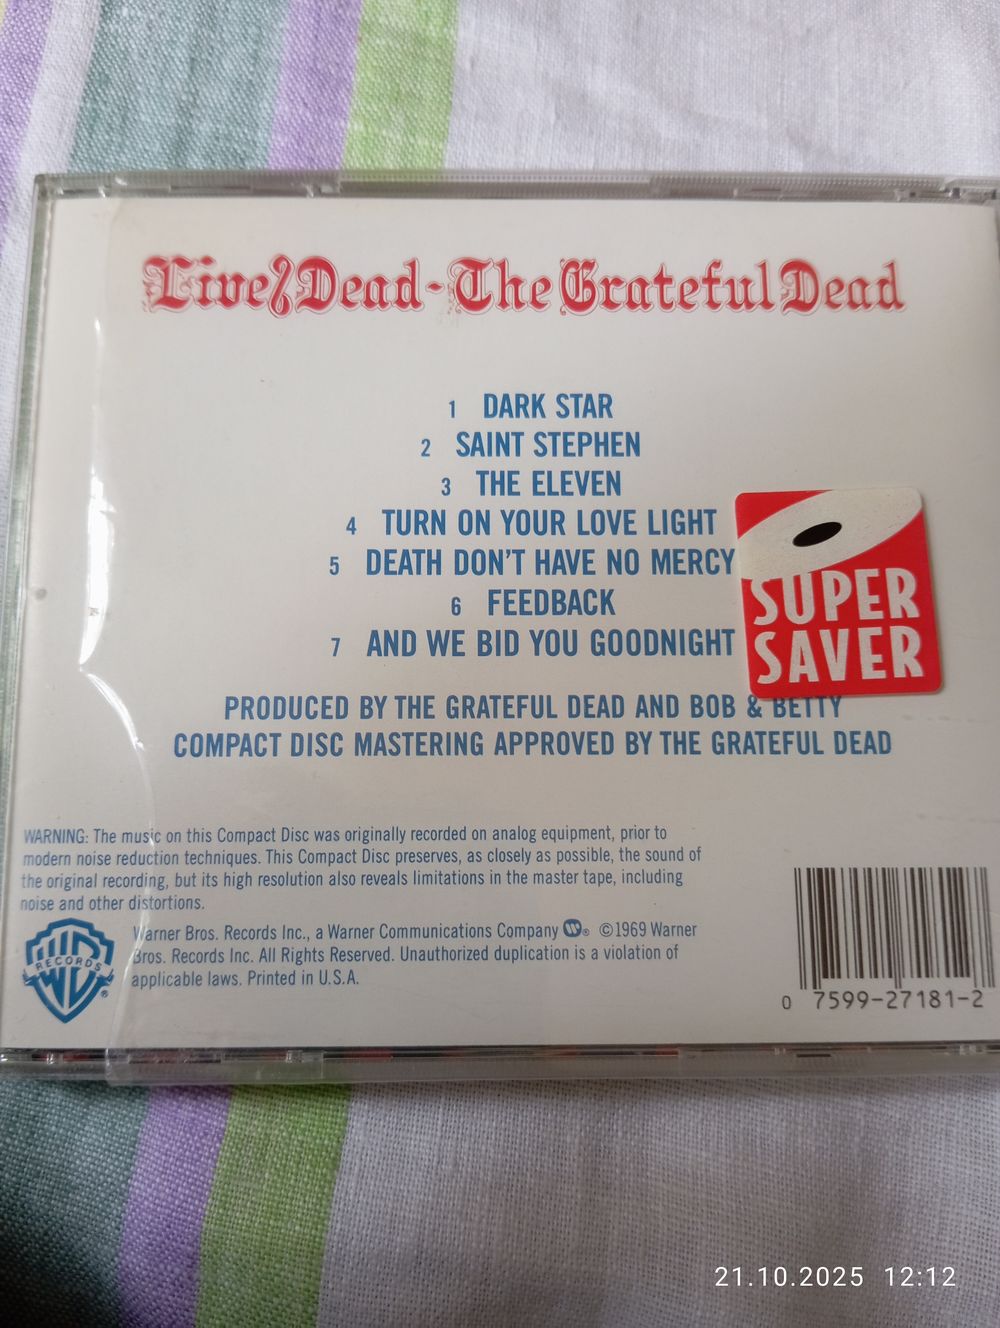 Live/Dead - The Grateful Dead
1 DARK STAR
2 SAINT STEPHEN
3 THE ELEVEN
4 TURN ON YOUR LOVE LIGHT
5 DEATH DON'T HAVE NO MERCY
6 FEEDBACK
7 AND WE BID YOU GOODNIGHT
SUPER
SAVER
PRODUCED BY THE GRATEFUL DEAD AND BOB & BETTY
COMPACT DISC MASTERING APPROVED BY THE GRATEFUL DEAD
WARNING: The music on this Compact Disc was originally recorded on analog equipment, prior to
modern noise reduction techniques. This Compact Disc preserves, as closely as possible, the sound of
the original recording, but its high resolution also reveals limitations in the master tape, including
noise and other distortions.
WB
RECORDS
®
Warner Bros. Records Inc., a Warner Communications Company W® ©1969 Warner
Bros. Records Inc. All Rights Reserved. Unauthorized duplication is a violation of
applicable laws. Printed in U.S.A.
0 7599-27181-2
21.10.2025 12:12